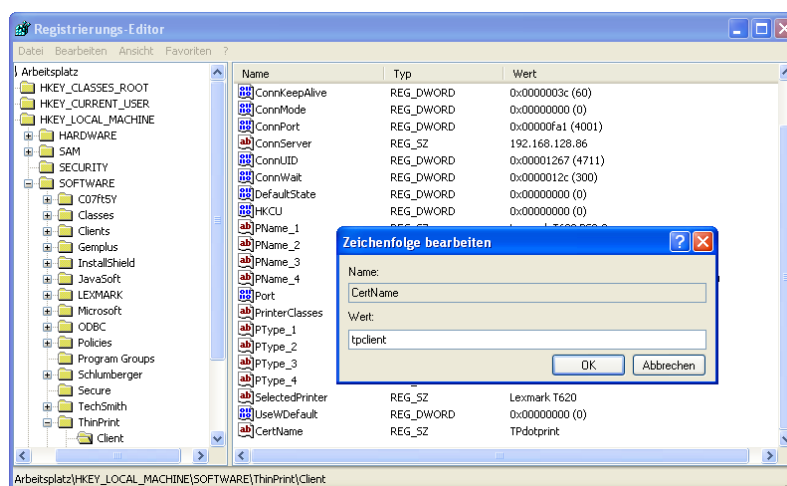 Registrierungs-Editor
Datei Bearbeiten Ansicht Favoriten ?
Arbeitsplatz
HKEY_CLASSES_ROOT
HKEY_CURRENT_USER
HKEY_LOCAL_MACHINE
HARDWARE
SAM
SECURITY
SOFTWARE
C07ft5Y
Classes
Clients
Gemplus
InstallShield
JavaSoft
LEXMARK
Microsoft
ODBC
Policies
Program Groups
Schlumberger
Secure
TechSmith
ThinPrint
Client
Name Typ Wert
ConnKeepAlive REG_DWORD 0x0000003c (60)
ConnMode REG_DWORD 0x00000000 (0)
ConnPort REG_DWORD 0x00000fa1 (4001)
ConnServer REG_SZ 192.168.128.86
ConnUID REG_DWORD 0x00001267 (4711)
ConnWait REG_DWORD 0x0000012c (300)
DefaultState REG_DWORD 0x00000000 (0)
HKCU REG_DWORD 0x00000000 (0)
PName_1
PName_2
PName_3
PName_4
Port
PrinterClasses
PType_1
PType_2
PType_3
PType_4
SelectedPrinter REG_SZ Lexmark T620
UseWDefault REG_DWORD 0x00000000 (0)
CertName REG_SZ TPdotprint
Zeichenfolge bearbeiten
Name:
CertName
Wert:
tpclient
OK Abbrechen
Arbeitsplatz\HKEY_LOCAL_MACHINE\SOFTWARE\ThinPrint\Client